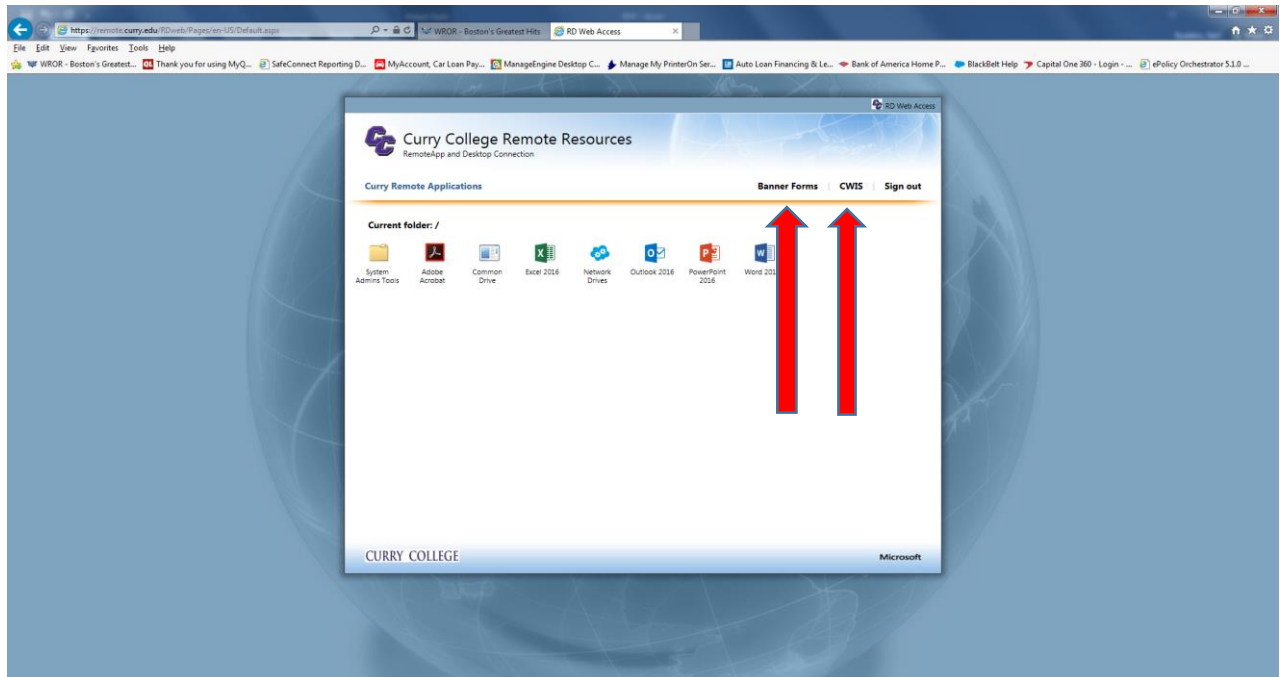 https://remote.curry.edu/RDweb/Pages/en-US/Default.aspx
WROR - Boston's Greatest Hits
RD Web Access
File Edit View Favorites Tools Help
WROR - Boston's Greatest... Thank you for using MyQ... SafeConnect Reporting D... MyAccount, Car Loan Pay... ManageEngine Desktop C... Manage My PrinterOn Ser... Auto Loan Financing & Le... Bank of America Home P... BlackBelt Help Capital One 360 - Login - ... ePolicy Orchestrator 5.1.0 ...
RD Web Access
CC Curry College Remote Resources
RemoteApp and Desktop Connection
Curry Remote Applications
Banner Forms | CWIS | Sign out
Current folder: /
System Admins Tools
Adobe Acrobat
Common Drive
Excel 2016
Network Drives
Outlook 2016
PowerPoint 2016
Word 201
CURRY COLLEGE
Microsoft